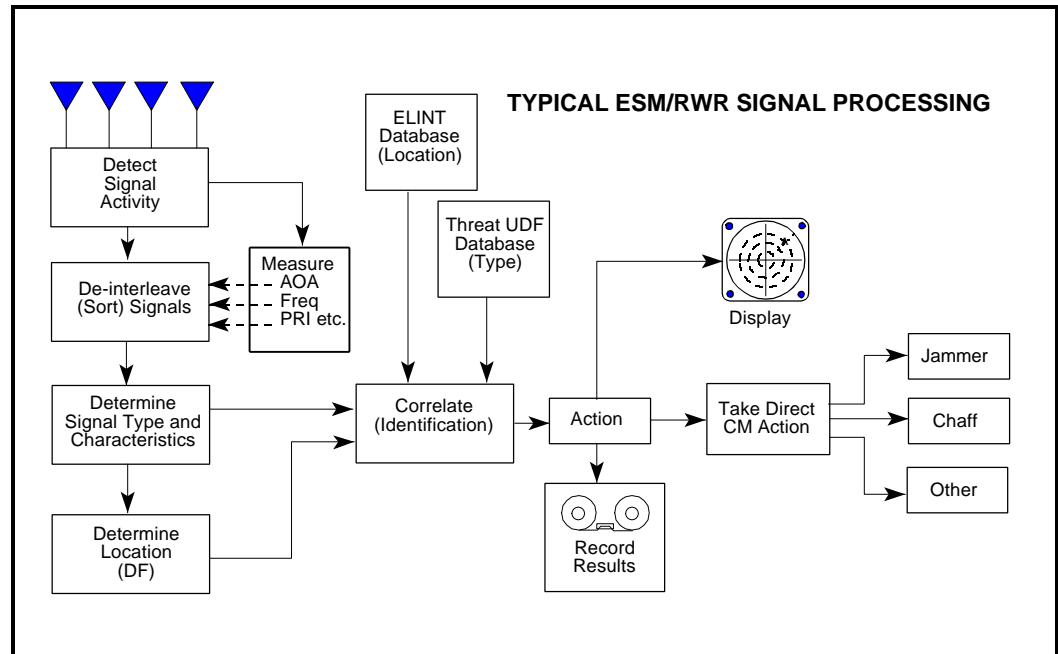 TYPICAL ESM/RWR SIGNAL PROCESSING
Detect
Signal
Activity
De-interleave
(Sort) Signals
Measure
AOA
Freq
PRI etc.
Determine
Signal Type and
Characteristics
Determine
Location
(DF)
ELINT
Database
(Location)
Threat UDF
Database
(Type)
Correlate
(Identification)
Action
Display
Record
Results
Take Direct
CM Action
Jammer
Chaff
Other